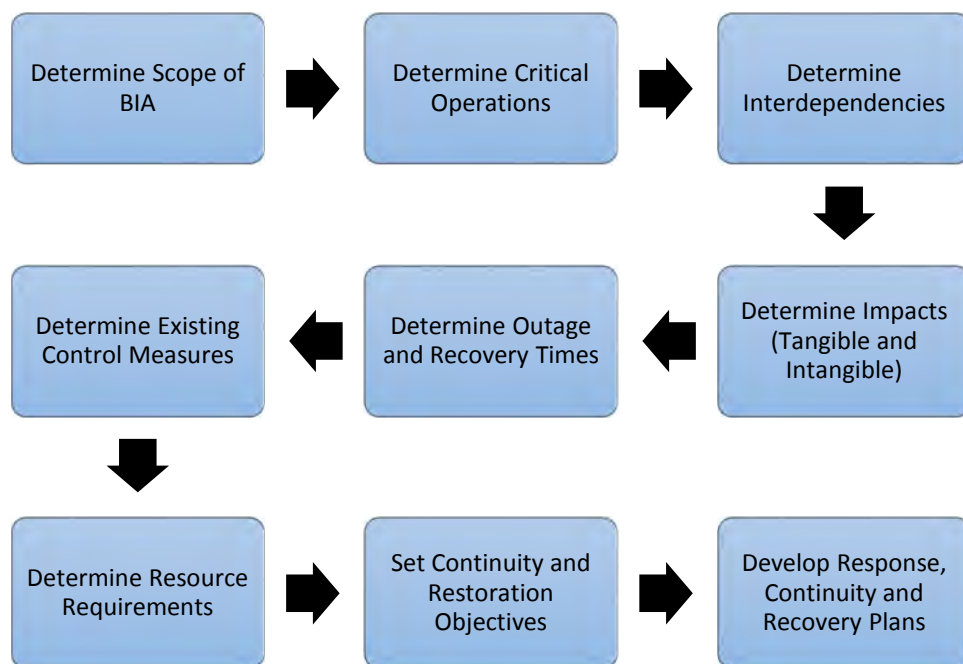 Determine Scope of
BIA
Determine Critical
Operations
Determine
Interdependencies
Determine Impacts
(Tangible and
Intangible)
Determine Outage
and Recovery Times
Determine Existing
Control Measures
Determine Resource
Requirements
Set Continuity and
Restoration
Objectives
Develop Response,
Continuity and
Recovery Plans